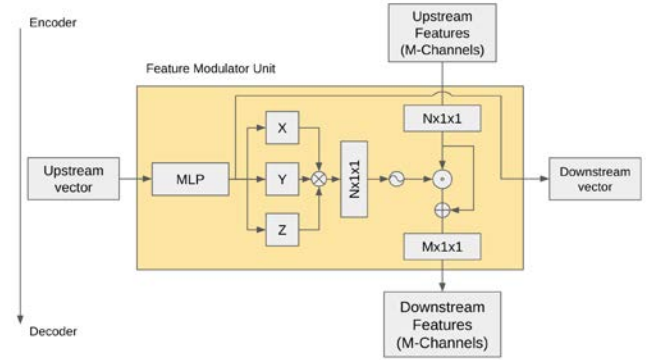 Encoder
Upstream
Features
(M-Channels)
Feature Modulator Unit
Nx1x1
X
Upstream
vector
MLP
Y
Nx1x1
Downstream
vector
Z
Mx1x1
Decoder
Downstream
Features
(M-Channels)